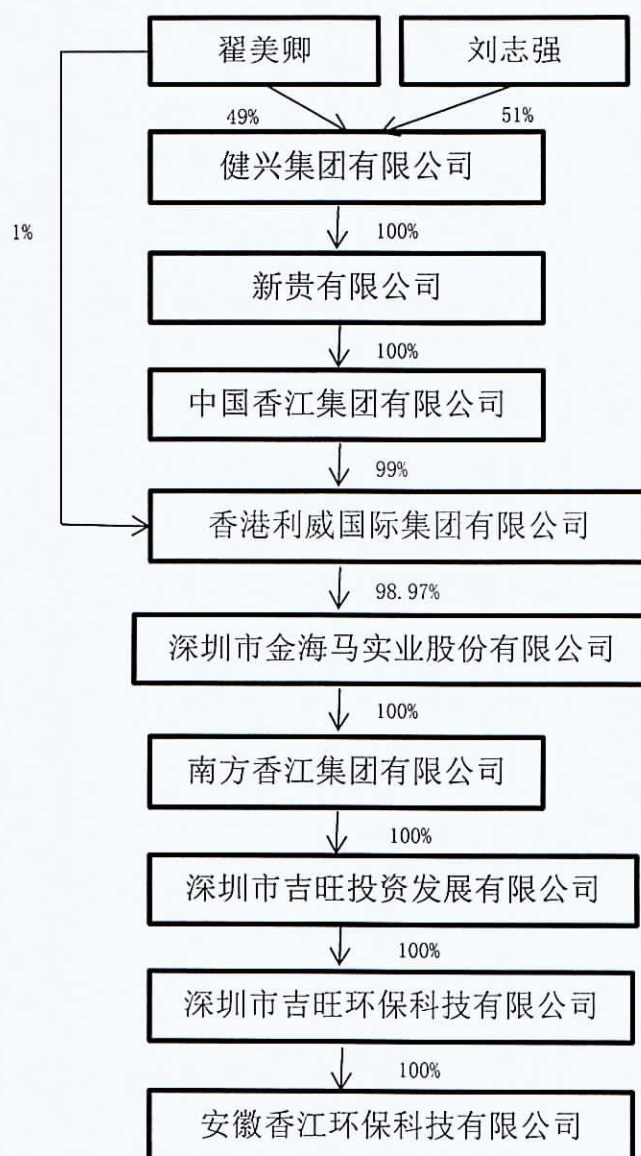 翟美卿
刘志强
49%
51%
健兴集团有限公司
1%
100%
新贵有限公司
100%
中国香江集团有限公司
99%
香港利威国际集团有限公司
98.97%
深圳市金海马实业股份有限公司
100%
南方香江集团有限公司
100%
深圳市吉旺投资发展有限公司
100%
深圳市吉旺环保科技有限公司
100%
安徽香江环保科技有限公司